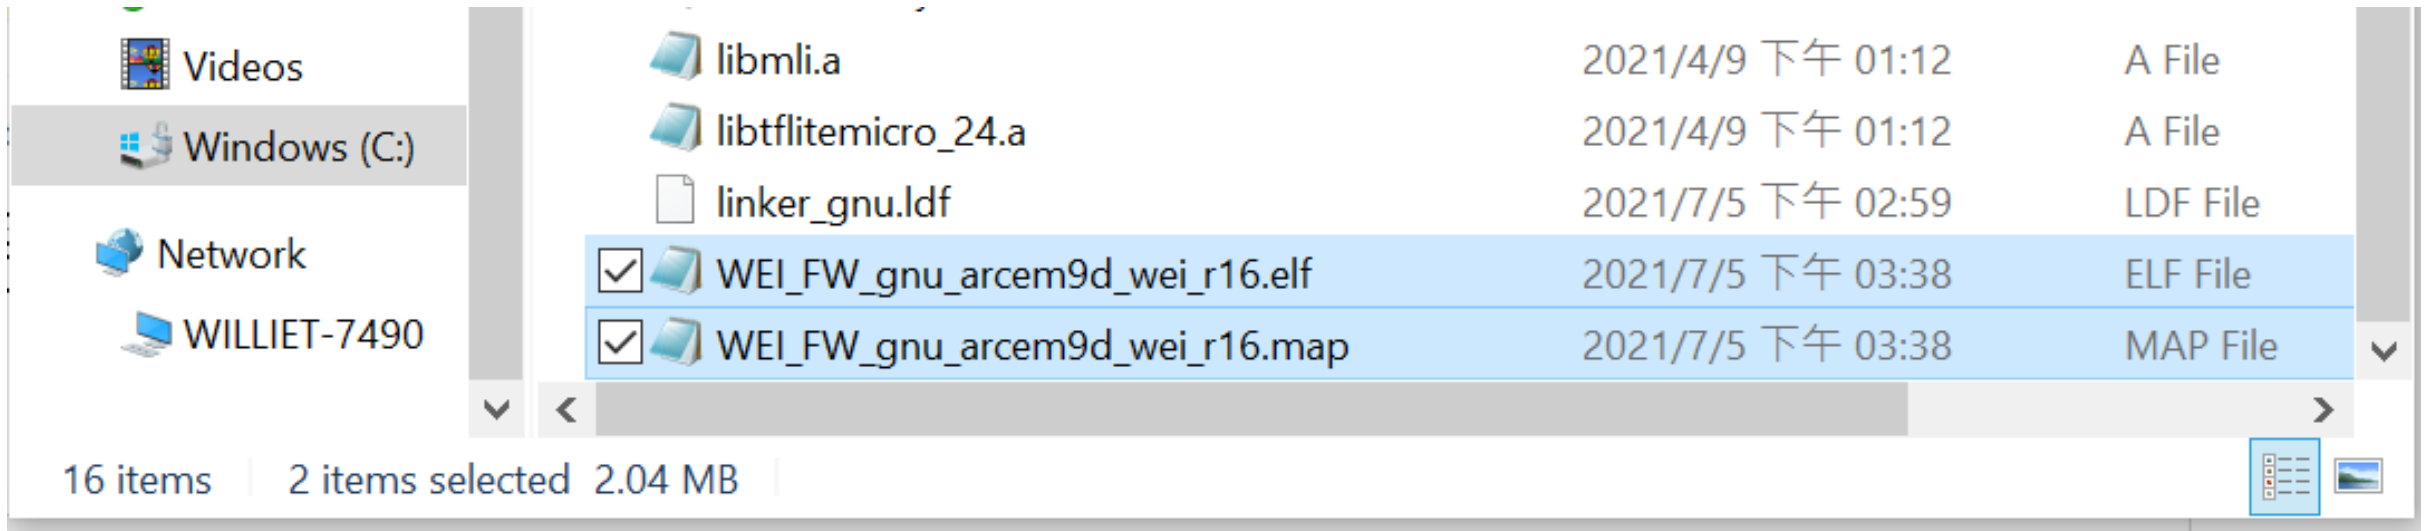 Videos
Windows (C:)
Network
WILLIET-7490
libmli.a 2021/4/9 下午 01:12 A File
libtflitemicro_24.a 2021/4/9 下午 01:12 A File
linker_gnu.ldf 2021/7/5 下午 02:59 LDF File
WEI_FW_gnu_arcem9d_wei_r16.elf 2021/7/5 下午 03:38 ELF File
WEI_FW_gnu_arcem9d_wei_r16.map 2021/7/5 下午 03:38 MAP File
16 items 2 items selected 2.04 MB